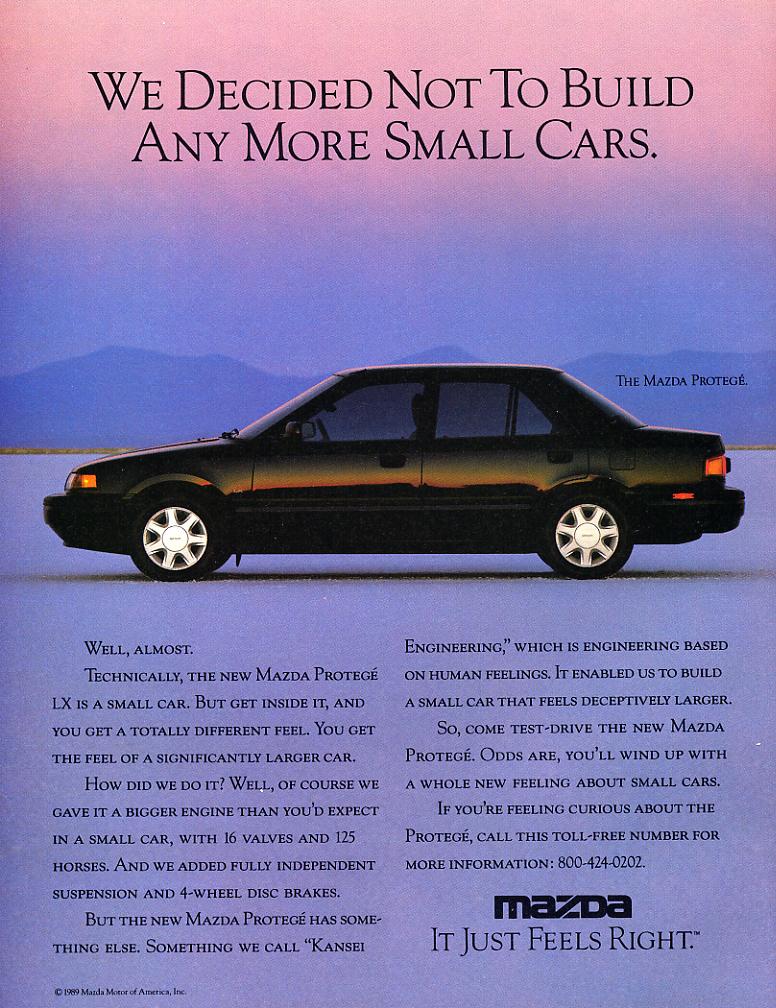 We Decided Not To Build
Any More Small Cars.
The Mazda Protegé.
Well, almost.
Technically, the new Mazda Protegé
LX is a small car. But get inside it, and
you get a totally different feel. You get
the feel of a significantly larger car.
How did we do it? Well, of course we
gave it a bigger engine than you'd expect
in a small car, with 16 valves and 125
horses. And we added fully independent
suspension and 4-wheel disc brakes.
But the new Mazda Protegé has some-
thing else. Something we call "Kansei
Engineering," which is engineering based
on human feelings. It enabled us to build
a small car that feels deceptively larger.
So, come test-drive the new Mazda
Protegé. Odds are, you'll wind up with
a whole new feeling about small cars.
If you're feeling curious about the
Protegé, call this toll-free number for
more information: 800-424-0202.
mazda
It Just Feels Right.™
© 1989 Mazda Motor of America, Inc.